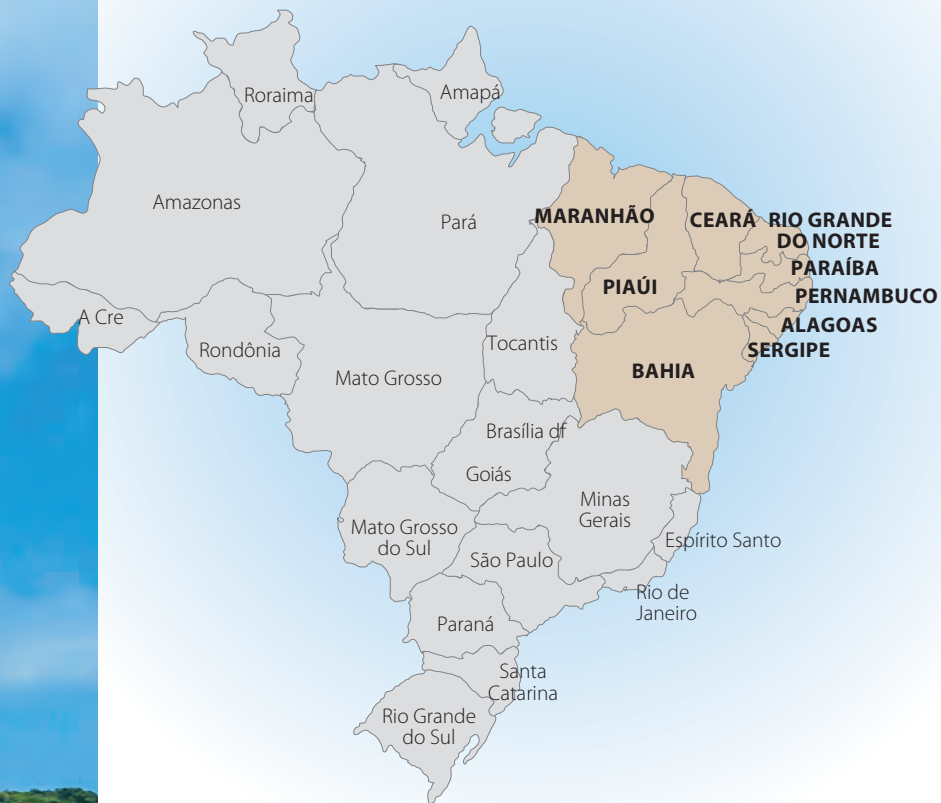 Roraima
Amapá
Amazonas
Pará
MARANHÃO
CEARÁ
RIO GRANDE
DO NORTE
PARAÍBA
PIAÚI
PERNAMBUCO
A Cre
ALAGOAS
Rondônia
Tocantis
SERGIPE
Mato Grosso
BAHIA
Brasília df
Goiás
Minas
Gerais
Mato Grosso
do Sul
Espírito Santo
São Paulo
Rio de
Janeiro
Paraná
Santa
Catarina
Rio Grande
do Sul